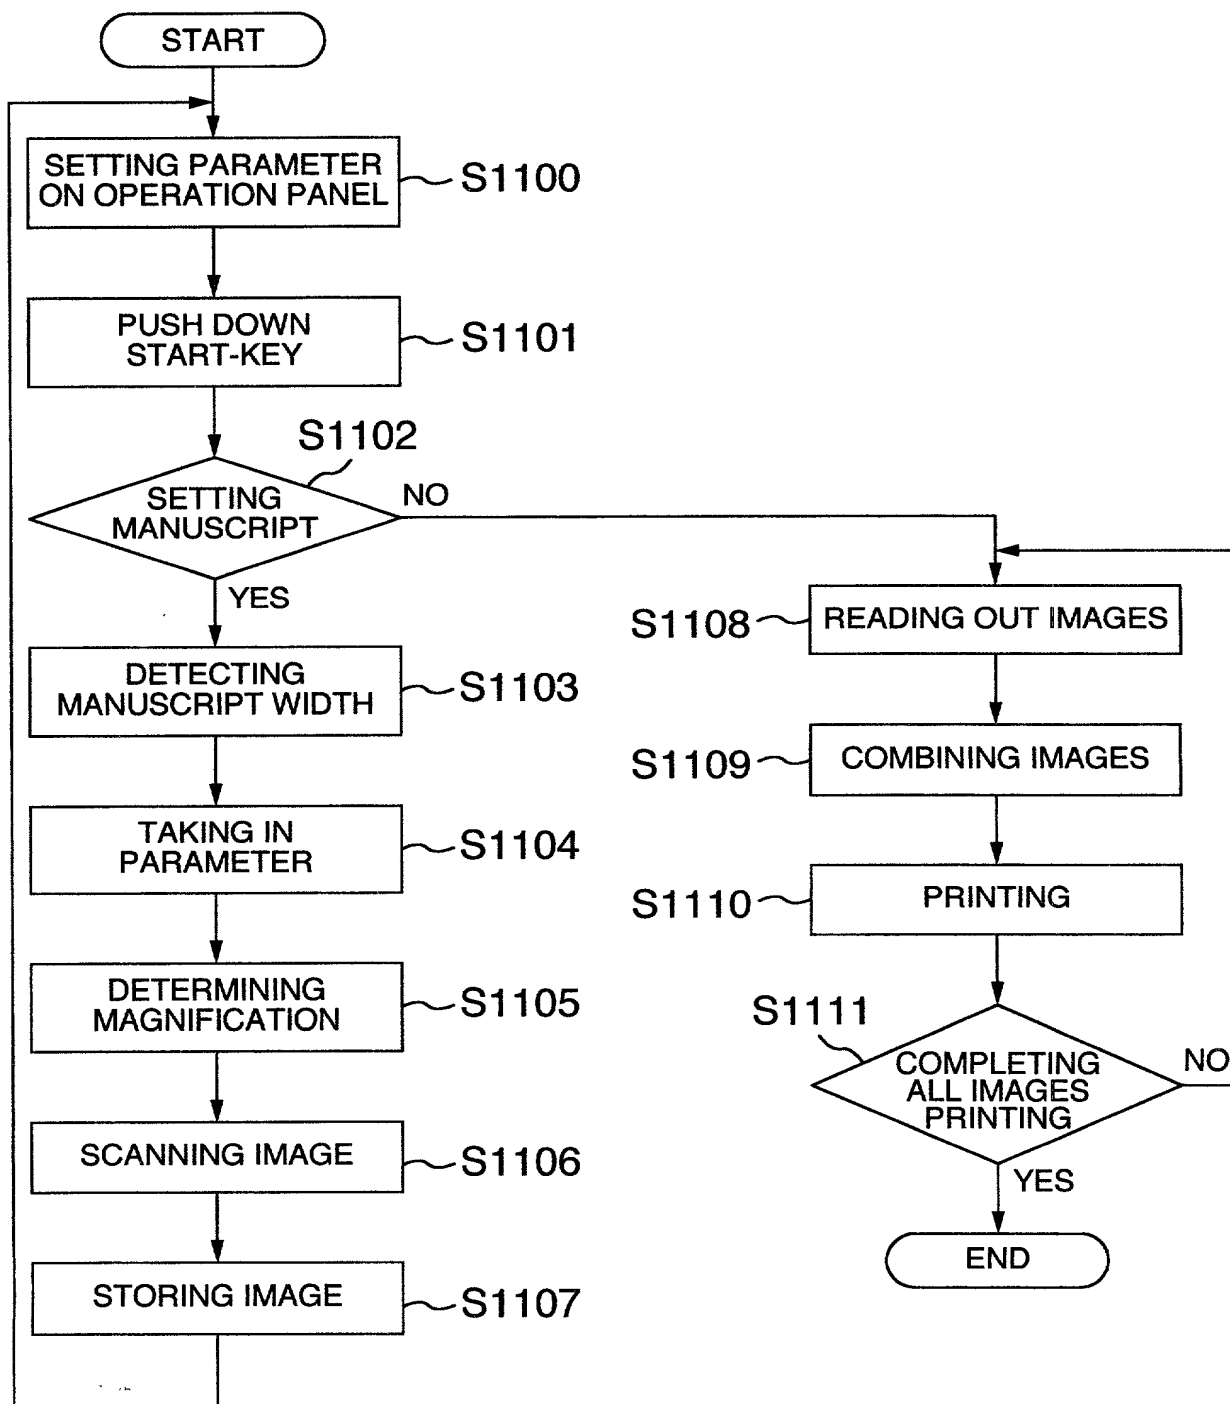 START
SETTING PARAMETER
ON OPERATION PANEL
S1100
PUSH DOWN
START-KEY
S1101
S1102
SETTING
MANUSCRIPT
NO
YES
DETECTING
MANUSCRIPT WIDTH
S1103
TAKING IN
PARAMETER
S1104
DETERMINING
MAGNIFICATION
S1105
SCANNING IMAGE
S1106
STORING IMAGE
S1107
S1108
READING OUT IMAGES
S1109
COMBINING IMAGES
S1110
PRINTING
S1111
COMPLETING
ALL IMAGES
PRINTING
NO
YES
END